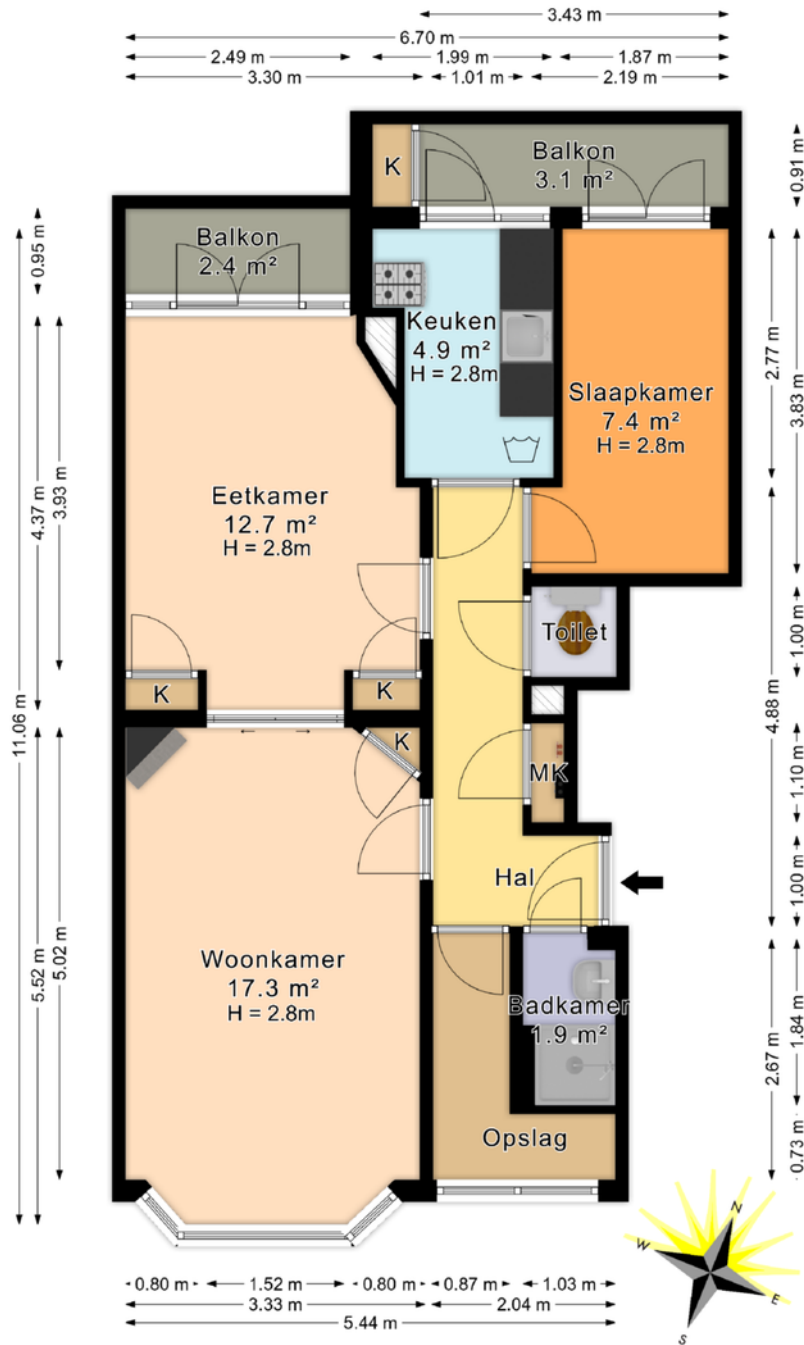 3.43 m
6.70 m
2.49 m
1.99 m
1.87 m
3.30 m
1.01 m
2.19 m
K
Balkon
3.1 m²
0.91 m
Balkon
2.4 m²
0.95 m
Keuken
4.9 m²
H = 2.8m
Slaapkamer
7.4 m²
H = 2.8m
2.77 m
3.83 m
Eetkamer
12.7 m²
H = 2.8m
4.37 m
3.93 m
Toilet
1.00 m
K
K
K
11.06 m
MK
4.88 m
1.10 m
Hal
1.00 m
Woonkamer
17.3 m²
H = 2.8m
5.52 m
5.02 m
Badkamer
1.9 m²
2.67 m
1.84 m
Opslag
0.73 m
N
W
E
S
0.80 m
1.52 m
0.80 m
0.87 m
1.03 m
3.33 m
2.04 m
5.44 m